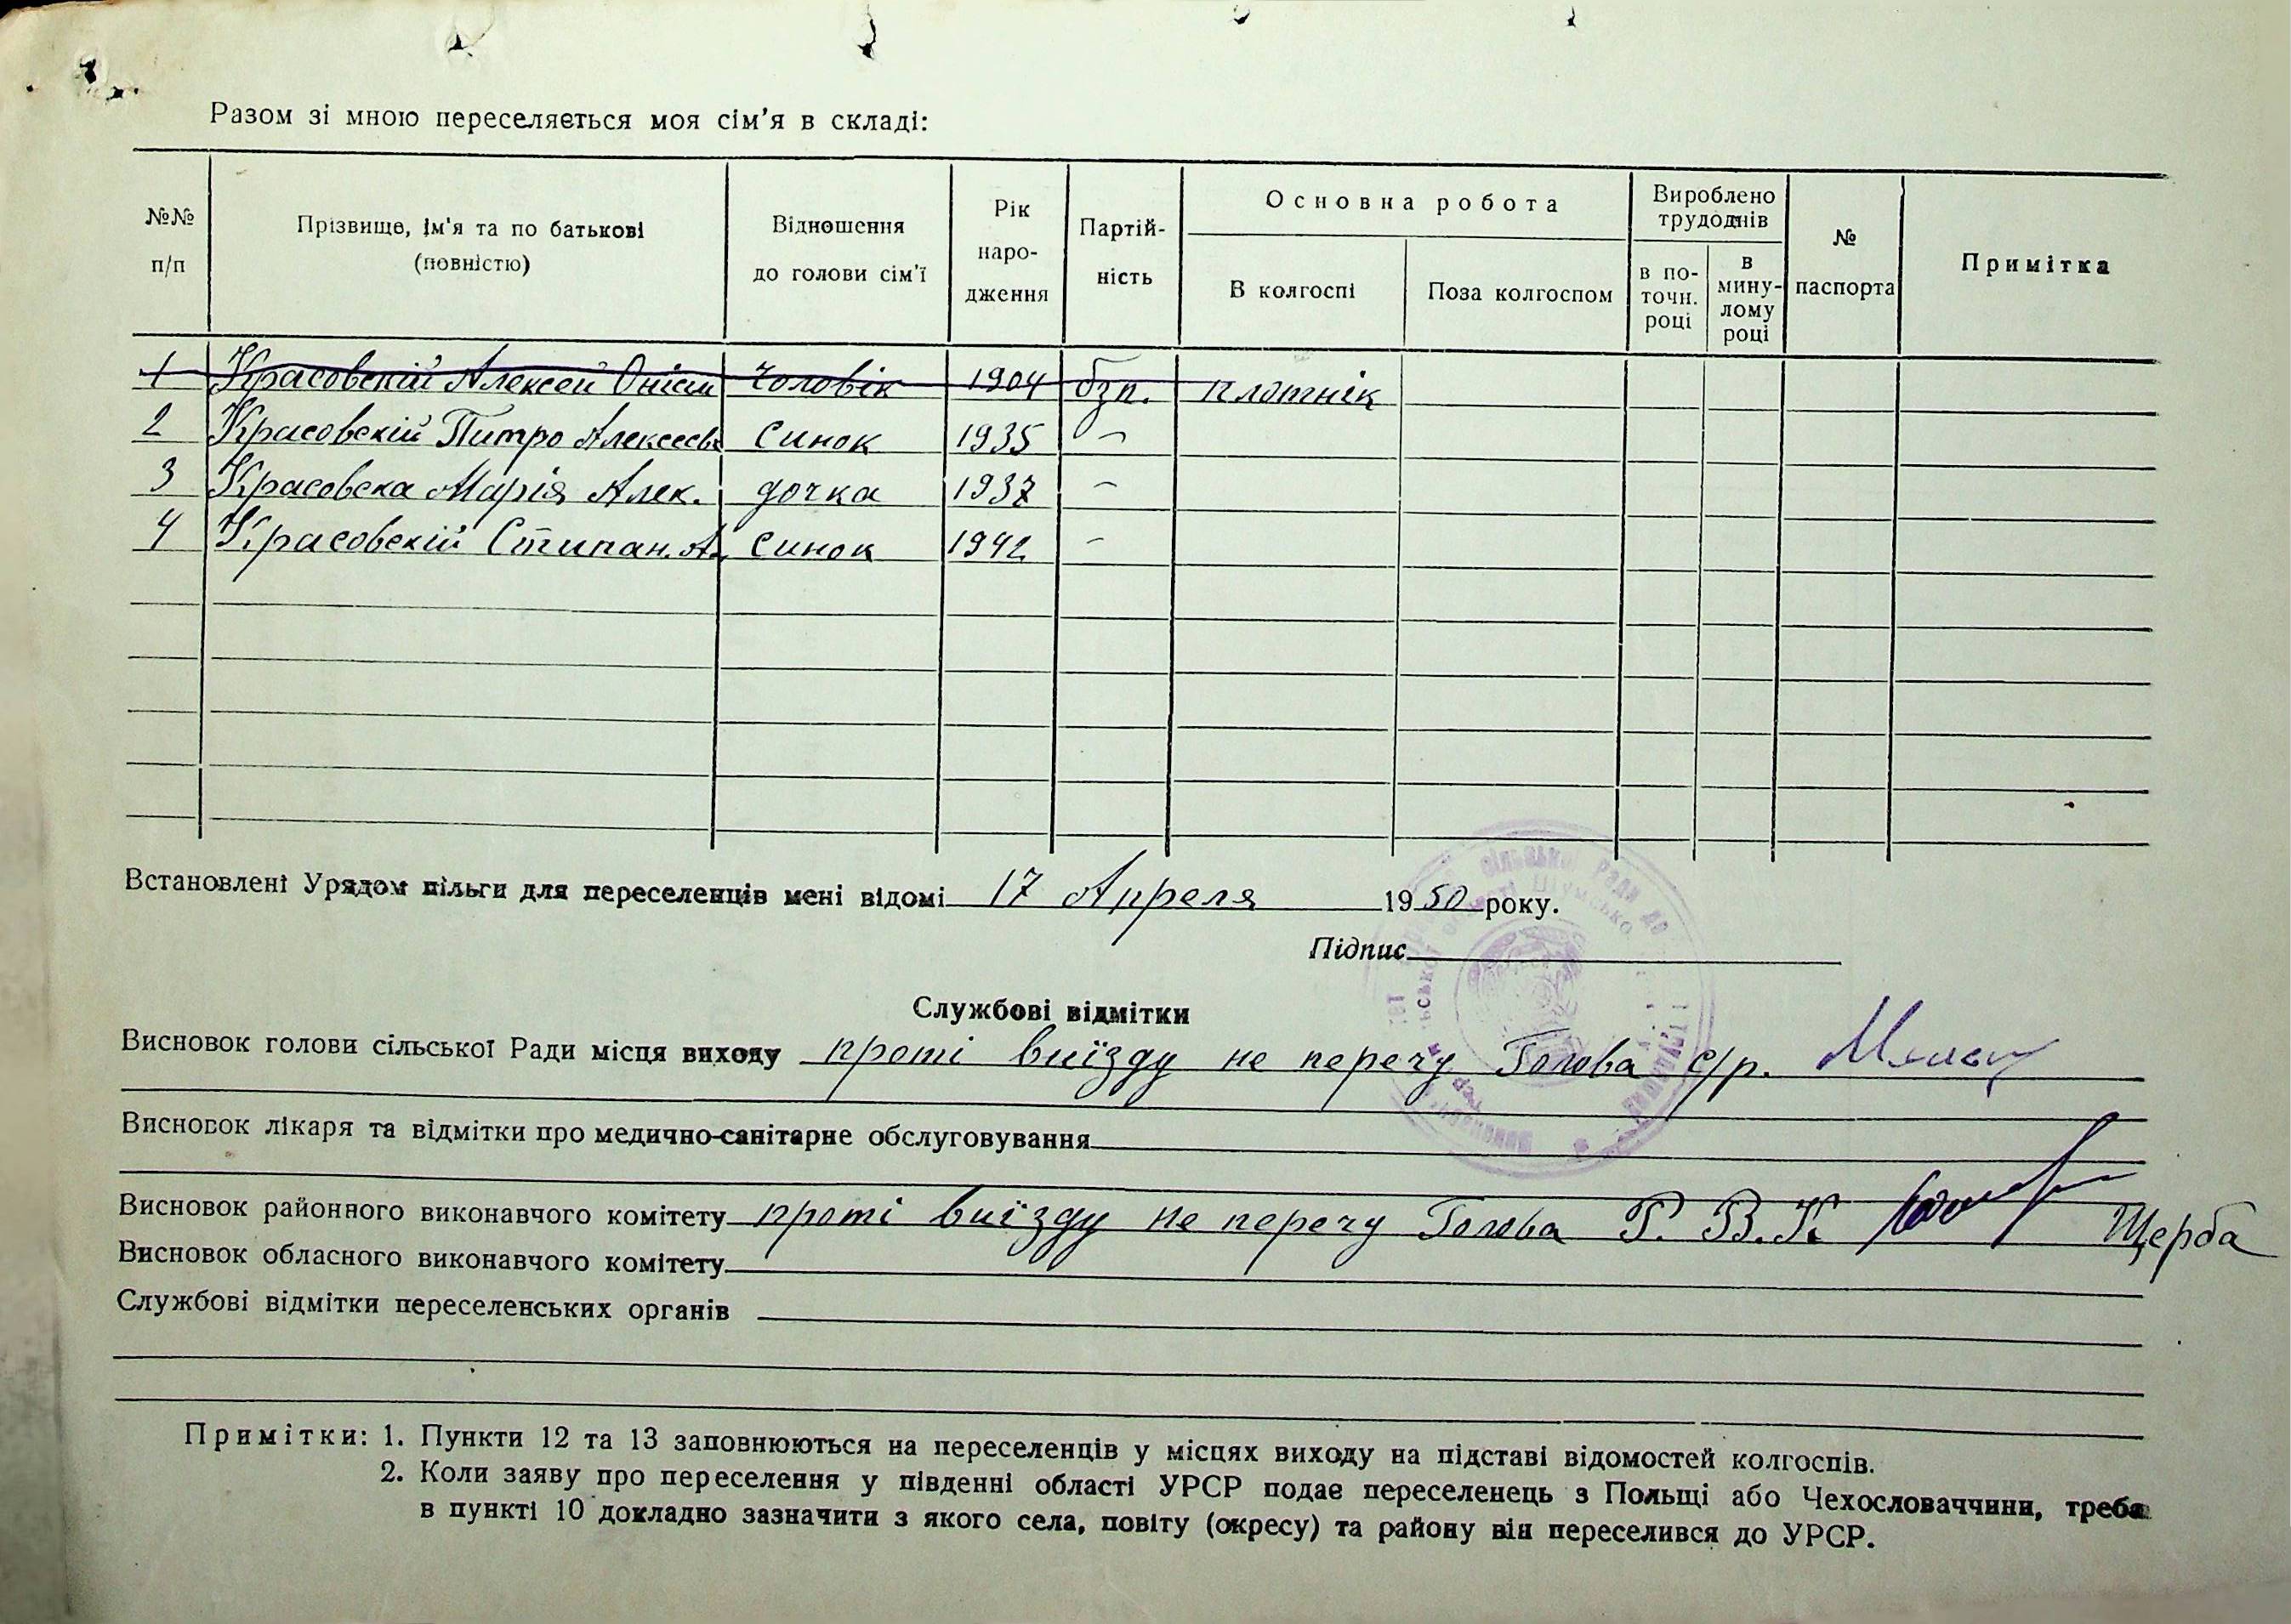 Разом зі мною переселяється моя сім'я в складі:
№№ п/п
Прізвище, ім'я та по батькові (повністю)
Відношення до голови сім'ї
Рік народження
Партійність
Основна робота
В колгоспі
Поза колгоспом
Вироблено трудоднів
в поточн. році
в минулому році
№ паспорта
Примітка
1 Красовскій Алексей Онісим чоловік 1904 бзп. плотнік
2 Красовскій Питро Алексеев синок 1935 –
3 Красовска Марія Алек. дочка 1937 –
4 Красовскій Стипан. А. синок 1942 –
Встановлені Урядом пільги для переселенців мені відомі 17 Апреля 1950 року.
Підпис
Службові відмітки
Висновок голови сільської Ради місця виходу проті виїзду не перечу Голова с/р.
Висновок лікаря та відмітки про медично-санітарне обслуговування
Висновок районного виконавчого комітету проті виїзду не перечу Голова Р. В. К Щерба
Висновок обласного виконавчого комітету
Службові відмітки переселенських органів
Примітки: 1. Пункти 12 та 13 заповнюються на переселенців у місцях виходу на підставі відомостей колгоспів.
2. Коли заяву про переселення у південні області УРСР подає переселенець з Польщі або Чехословаччини, треба
в пункті 10 докладно зазначити з якого села, повіту (окресу) та району він переселився до УРСР.